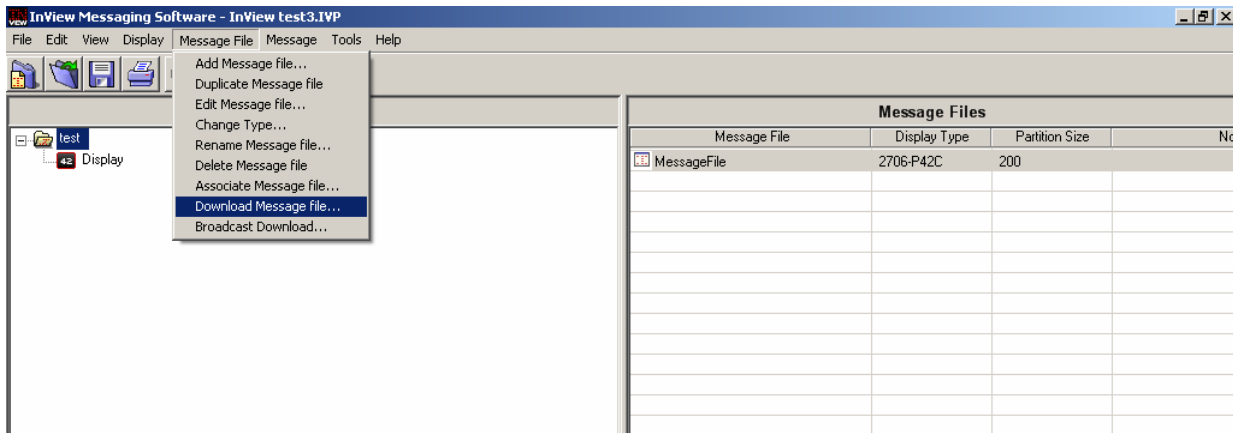 InView Messaging Software - InView test3.IVP
File Edit View Display Message File Message Tools Help
Add Message file...
Duplicate Message file
Edit Message file...
Change Type...
Rename Message file...
Delete Message file
Associate Message file...
Download Message file...
Broadcast Download...
test
42 Display
Message Files
Message File Display Type Partition Size No
MessageFile 2706-P42C 200